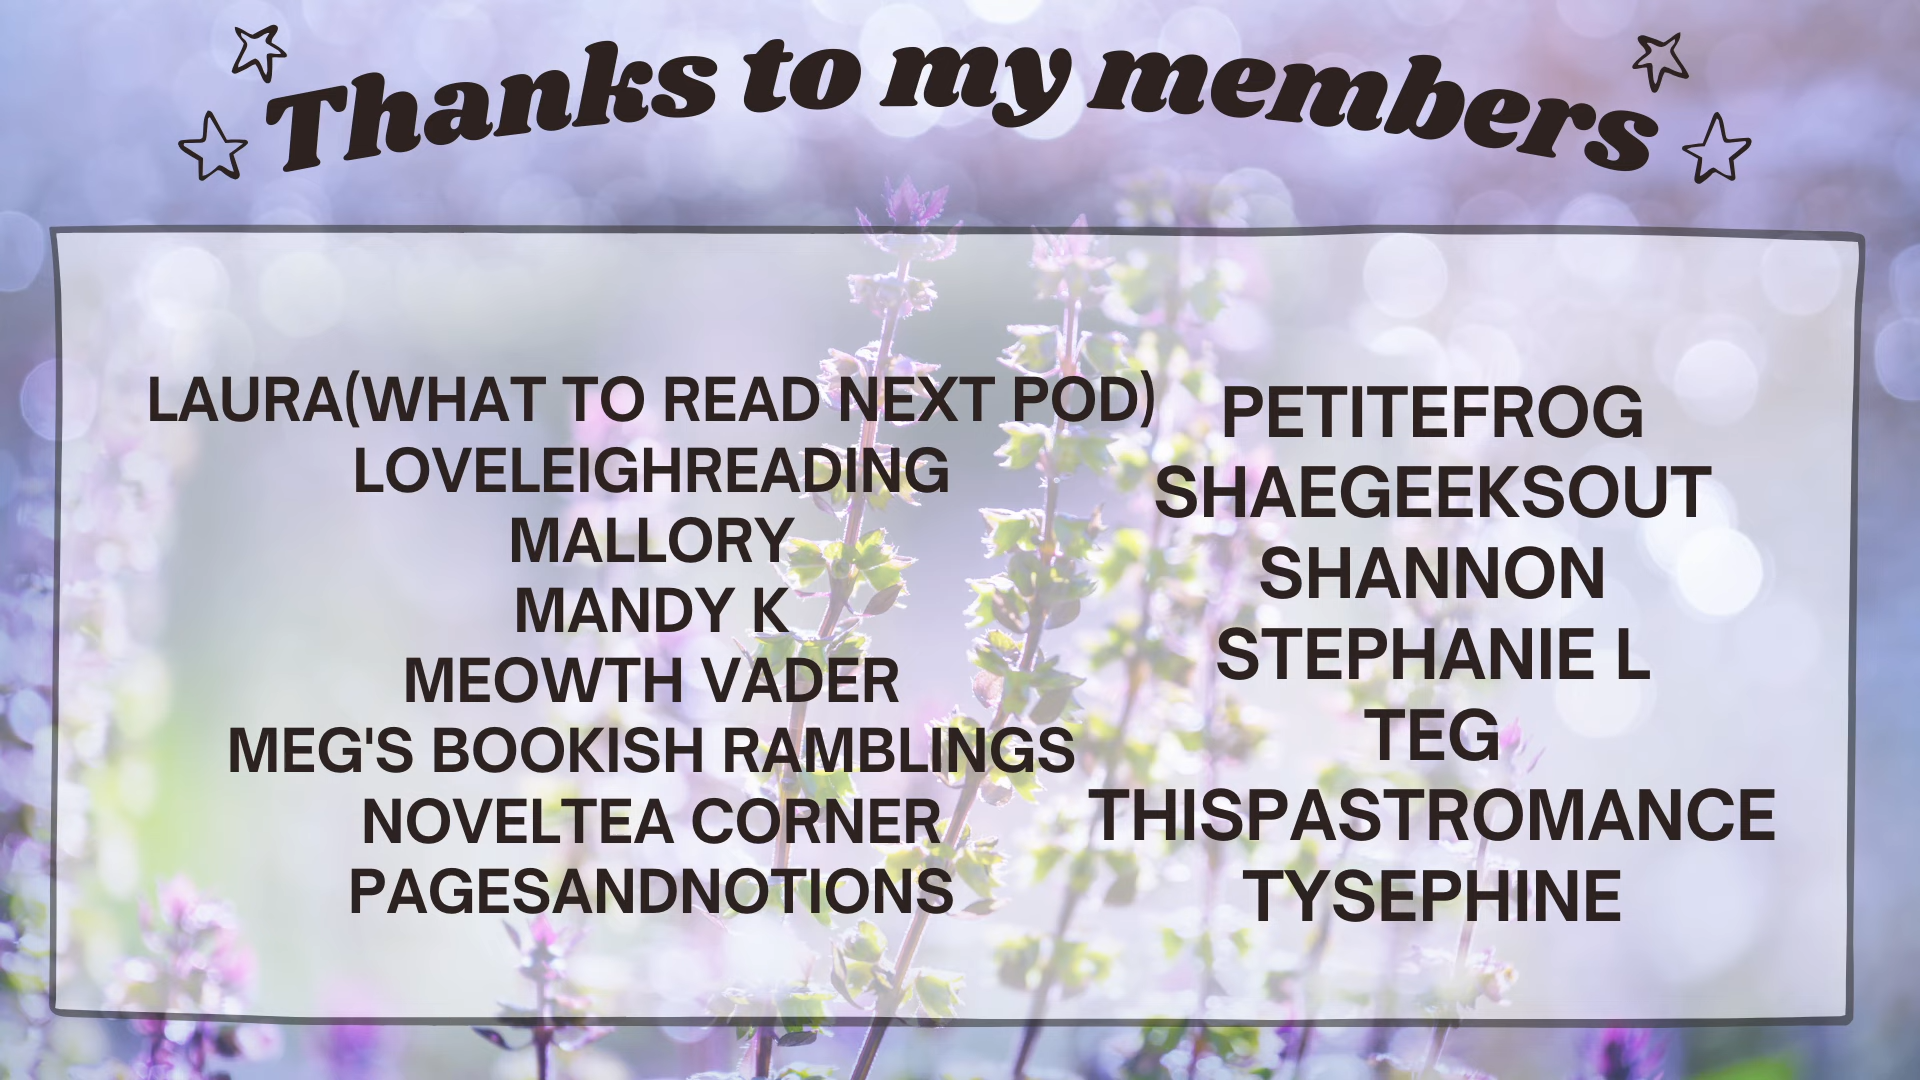 Thanks to my members
LAURA(WHAT TO READ NEXT POD)
LOVELEIGHREADING
MALLORY
MANDY K
MEOWTH VADER
MEG'S BOOKISH RAMBLINGS
NOVELTEA CORNER
PAGESANDNOTIONS
PETITEFROG
SHAEGEEKSOUT
SHANNON
STEPHANIE L
TEG
THISPASTROMANCE
TYSEPHINE